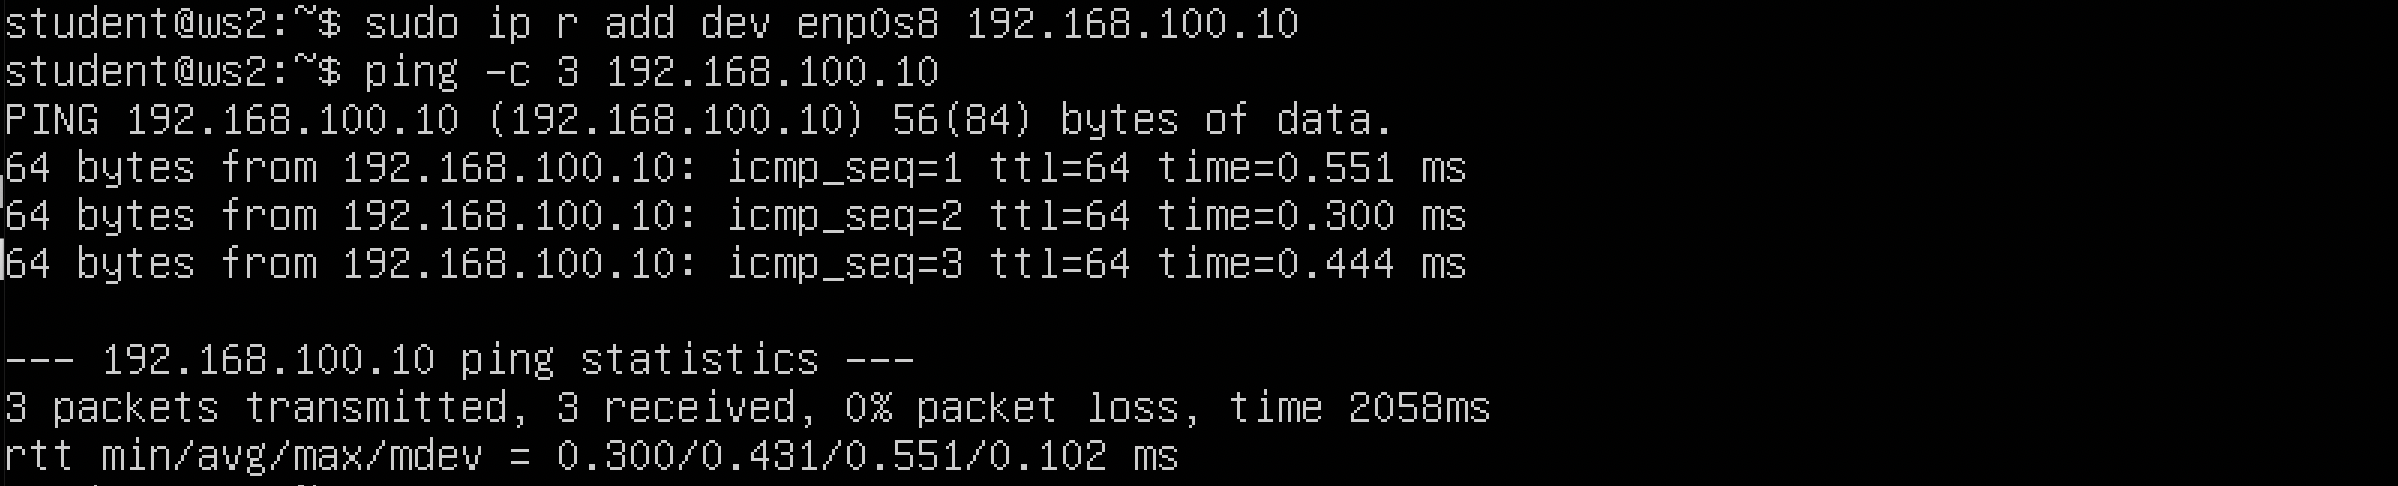 student@ws2:~$ sudo ip r add dev enp0s8 192.168.100.10
student@ws2:~$ ping -c 3 192.168.100.10
PING 192.168.100.10 (192.168.100.10) 56(84) bytes of data.
64 bytes from 192.168.100.10: icmp_seq=1 ttl=64 time=0.551 ms
64 bytes from 192.168.100.10: icmp_seq=2 ttl=64 time=0.300 ms
64 bytes from 192.168.100.10: icmp_seq=3 ttl=64 time=0.444 ms

--- 192.168.100.10 ping statistics ---
3 packets transmitted, 3 received, 0% packet loss, time 2058ms
rtt min/avg/max/mdev = 0.300/0.431/0.551/0.102 ms